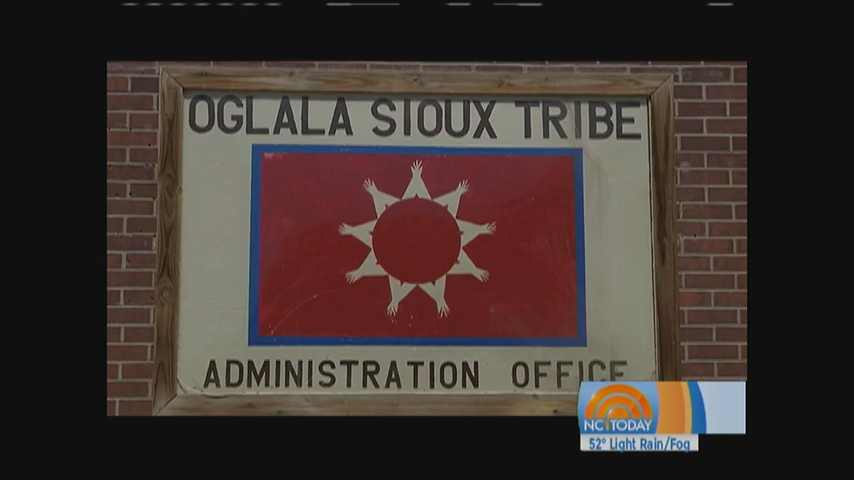 OGLALA SIOUX TRIBE
ADMINISTRATION OFFICE
NC TODAY
52° Light Rain/Fog